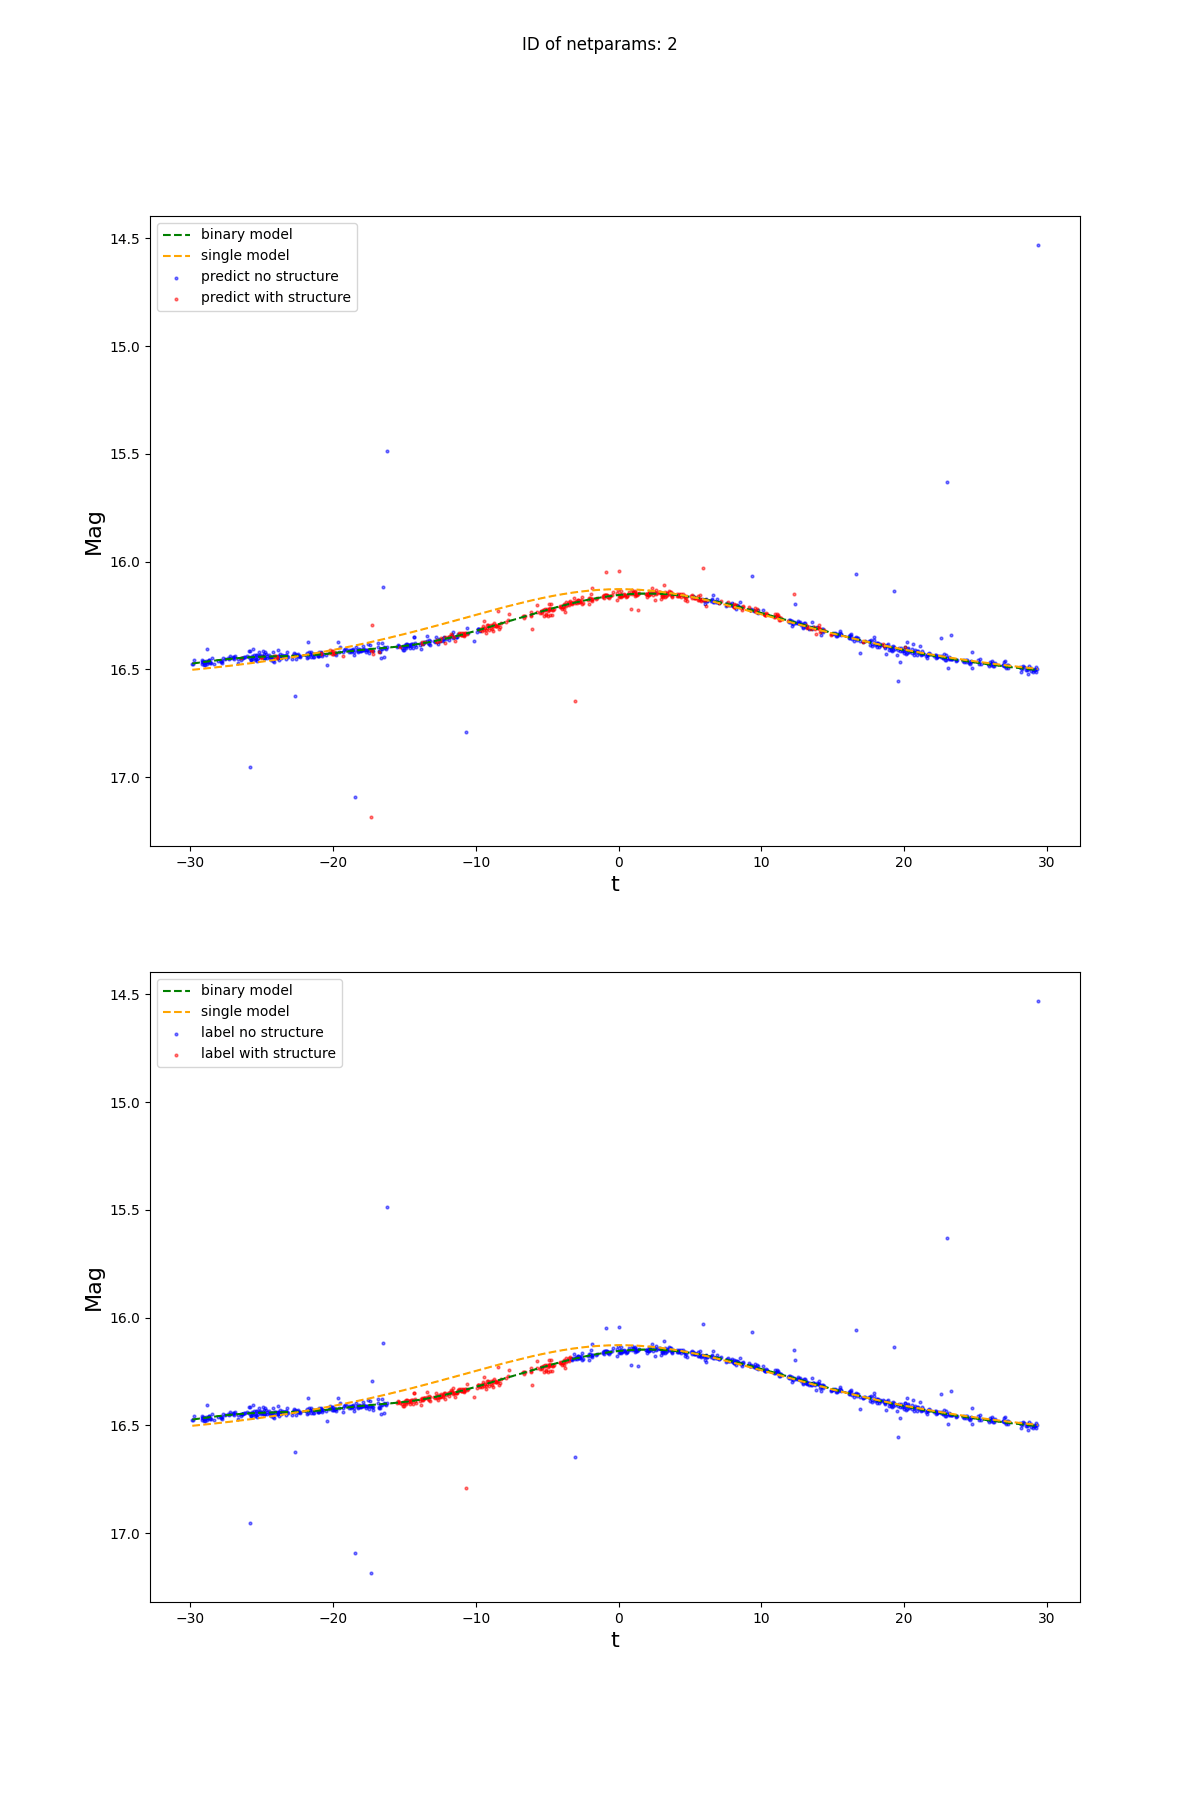 ID of netparams: 2
binary model
single model
predict no structure
predict with structure
14.5
15.0
15.5
16.0
16.5
17.0
Mag
−30 −20 −10 0 10 20 30
t
binary model
single model
label no structure
label with structure
14.5
15.0
15.5
16.0
16.5
17.0
Mag
−30 −20 −10 0 10 20 30
t